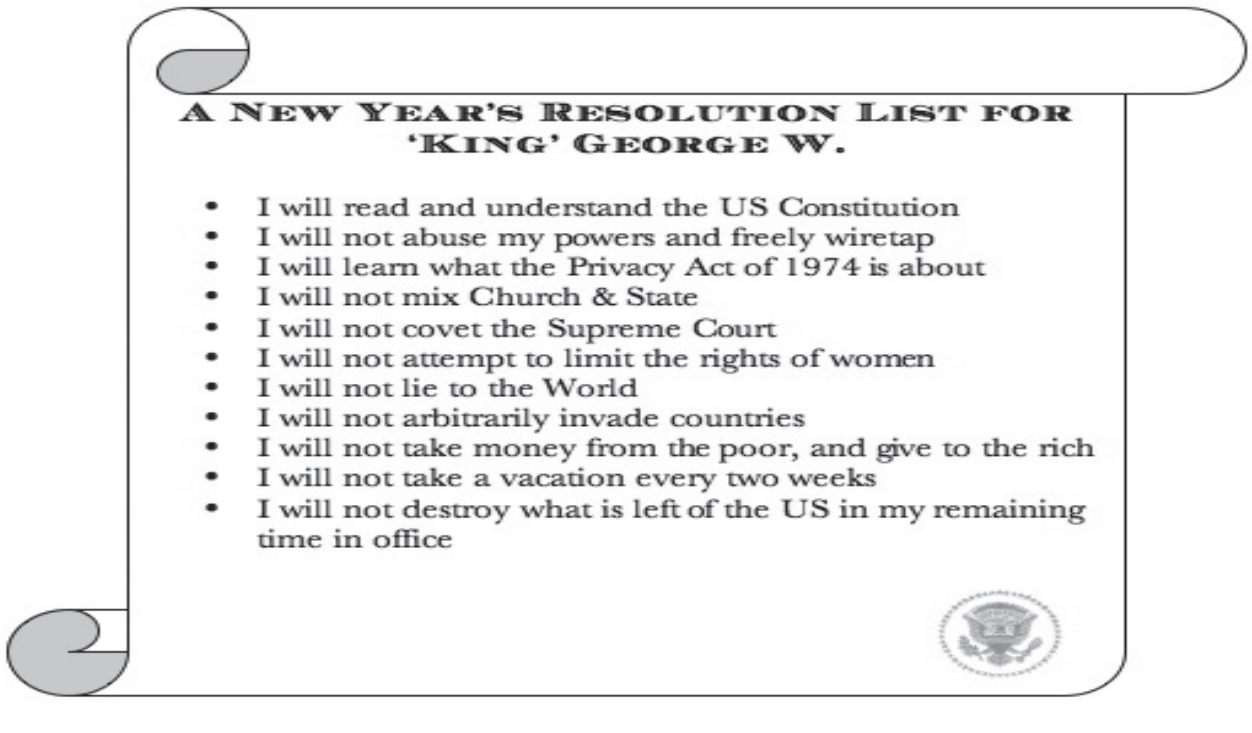 A NEW YEAR'S RESOLUTION LIST FOR
'KING' GEORGE W.
• I will read and understand the US Constitution
• I will not abuse my powers and freely wiretap
• I will learn what the Privacy Act of 1974 is about
• I will not mix Church & State
• I will not covet the Supreme Court
• I will not attempt to limit the rights of women
• I will not lie to the World
• I will not arbitrarily invade countries
• I will not take money from the poor, and give to the rich
• I will not take a vacation every two weeks
• I will not destroy what is left of the US in my remaining
time in office